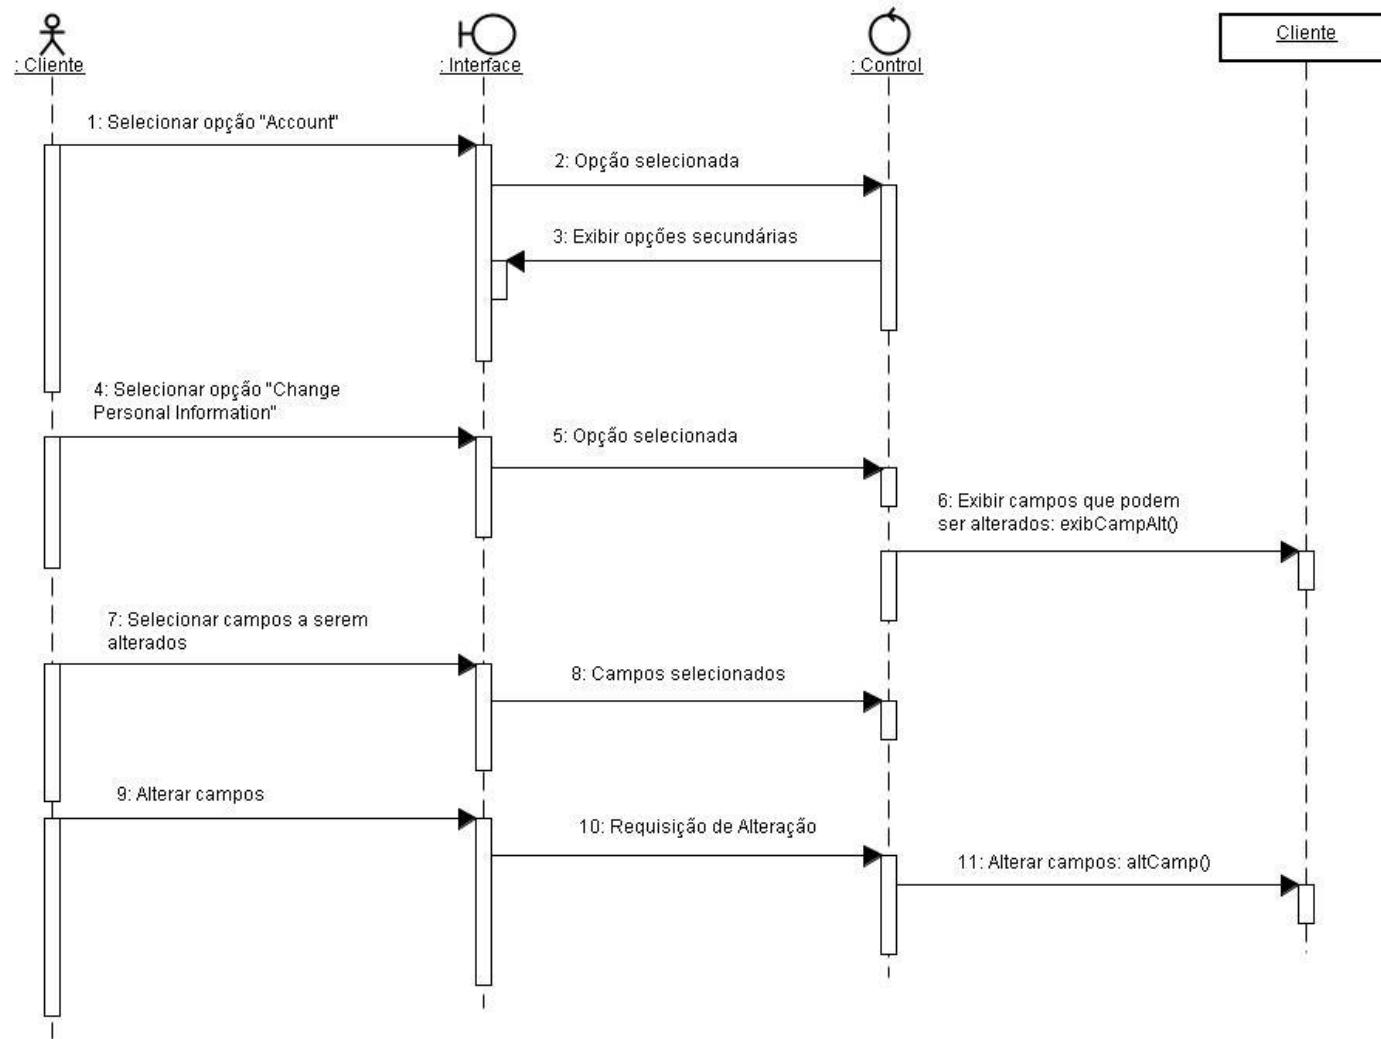 : Cliente
: Interface
: Control
Cliente
1: Selecionar opção "Account"
2: Opção selecionada
3: Exibir opções secundárias
4: Selecionar opção "Change
Personal Information"
5: Opção selecionada
6: Exibir campos que podem
ser alterados: exibCampAlt()
7: Selecionar campos a serem
alterados
8: Campos selecionados
9: Alterar campos
10: Requisição de Alteração
11: Alterar campos: altCamp()